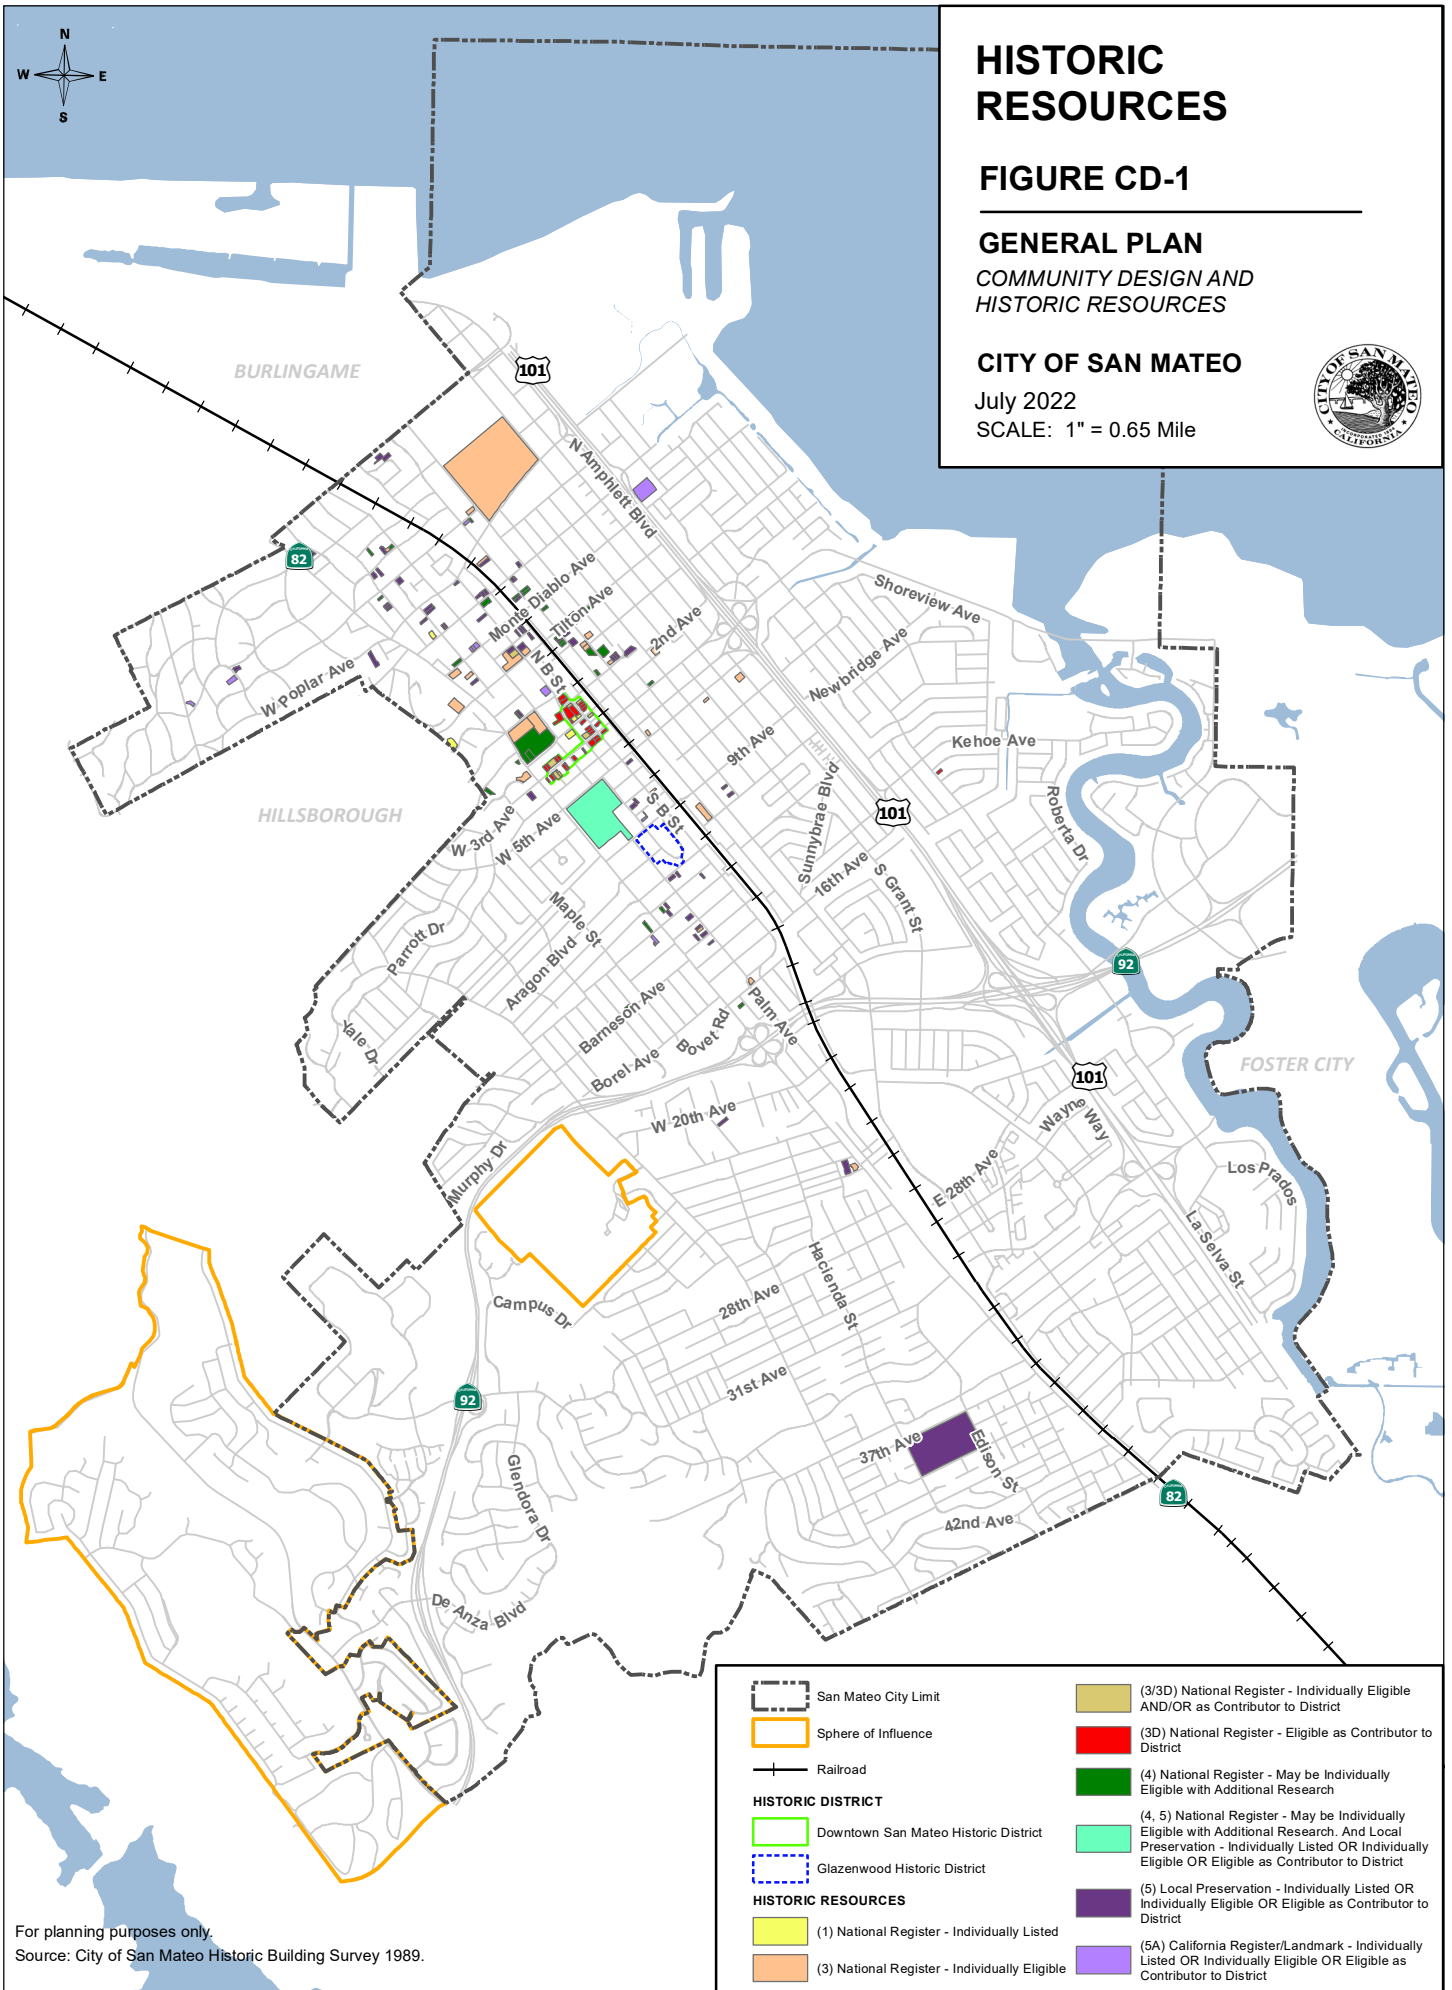 N
W
E
S
HISTORIC
RESOURCES
FIGURE CD-1
GENERAL PLAN
COMMUNITY DESIGN AND
HISTORIC RESOURCES
CITY OF SAN MATEO
July 2022
SCALE: 1" = 0.65 Mile
CITY OF SAN MATEO
INCORPORATED 1894
CALIFORNIA
BURLINGAME
101
N Amphlett Blvd
82
Monte Diablo Ave
Tilton Ave
2nd Ave
Shoreview Ave
Newbridge Ave
N B St
W Poplar Ave
9th Ave
Kehoe Ave
HILLSBOROUGH
S B St
Sunnybrae Blvd
101
Roberta Dr
W 3rd Ave
W 5th Ave
16th Ave
S Grant St
Maple St
Parrott Dr
Aragon Blvd
92
Barneson Ave
Palm Ave
Yale Dr
Bovet Rd
Borel Ave
FOSTER CITY
101
W 20th Ave
Wayne Way
Murphy Dr
E 28th Ave
Los Prados
La Selva St
Hacienda St
28th Ave
Campus Dr
31st Ave
92
37th Ave
Edison St
Glendora Dr
82
42nd Ave
De Anza Blvd
San Mateo City Limit
Sphere of Influence
Railroad
HISTORIC DISTRICT
Downtown San Mateo Historic District
Glazenwood Historic District
HISTORIC RESOURCES
(1) National Register - Individually Listed
(3) National Register - Individually Eligible
(3/3D) National Register - Individually Eligible
AND/OR as Contributor to District
(3D) National Register - Eligible as Contributor to
District
(4) National Register - May be Individually
Eligible with Additional Research
(4, 5) National Register - May be Individually
Eligible with Additional Research. And Local
Preservation - Individually Listed OR Individually
Eligible OR Eligible as Contributor to District
(5) Local Preservation - Individually Listed OR
Individually Eligible OR Eligible as Contributor to
District
(5A) California Register/Landmark - Individually
Listed OR Individually Eligible OR Eligible as
Contributor to District
For planning purposes only.
Source: City of San Mateo Historic Building Survey 1989.